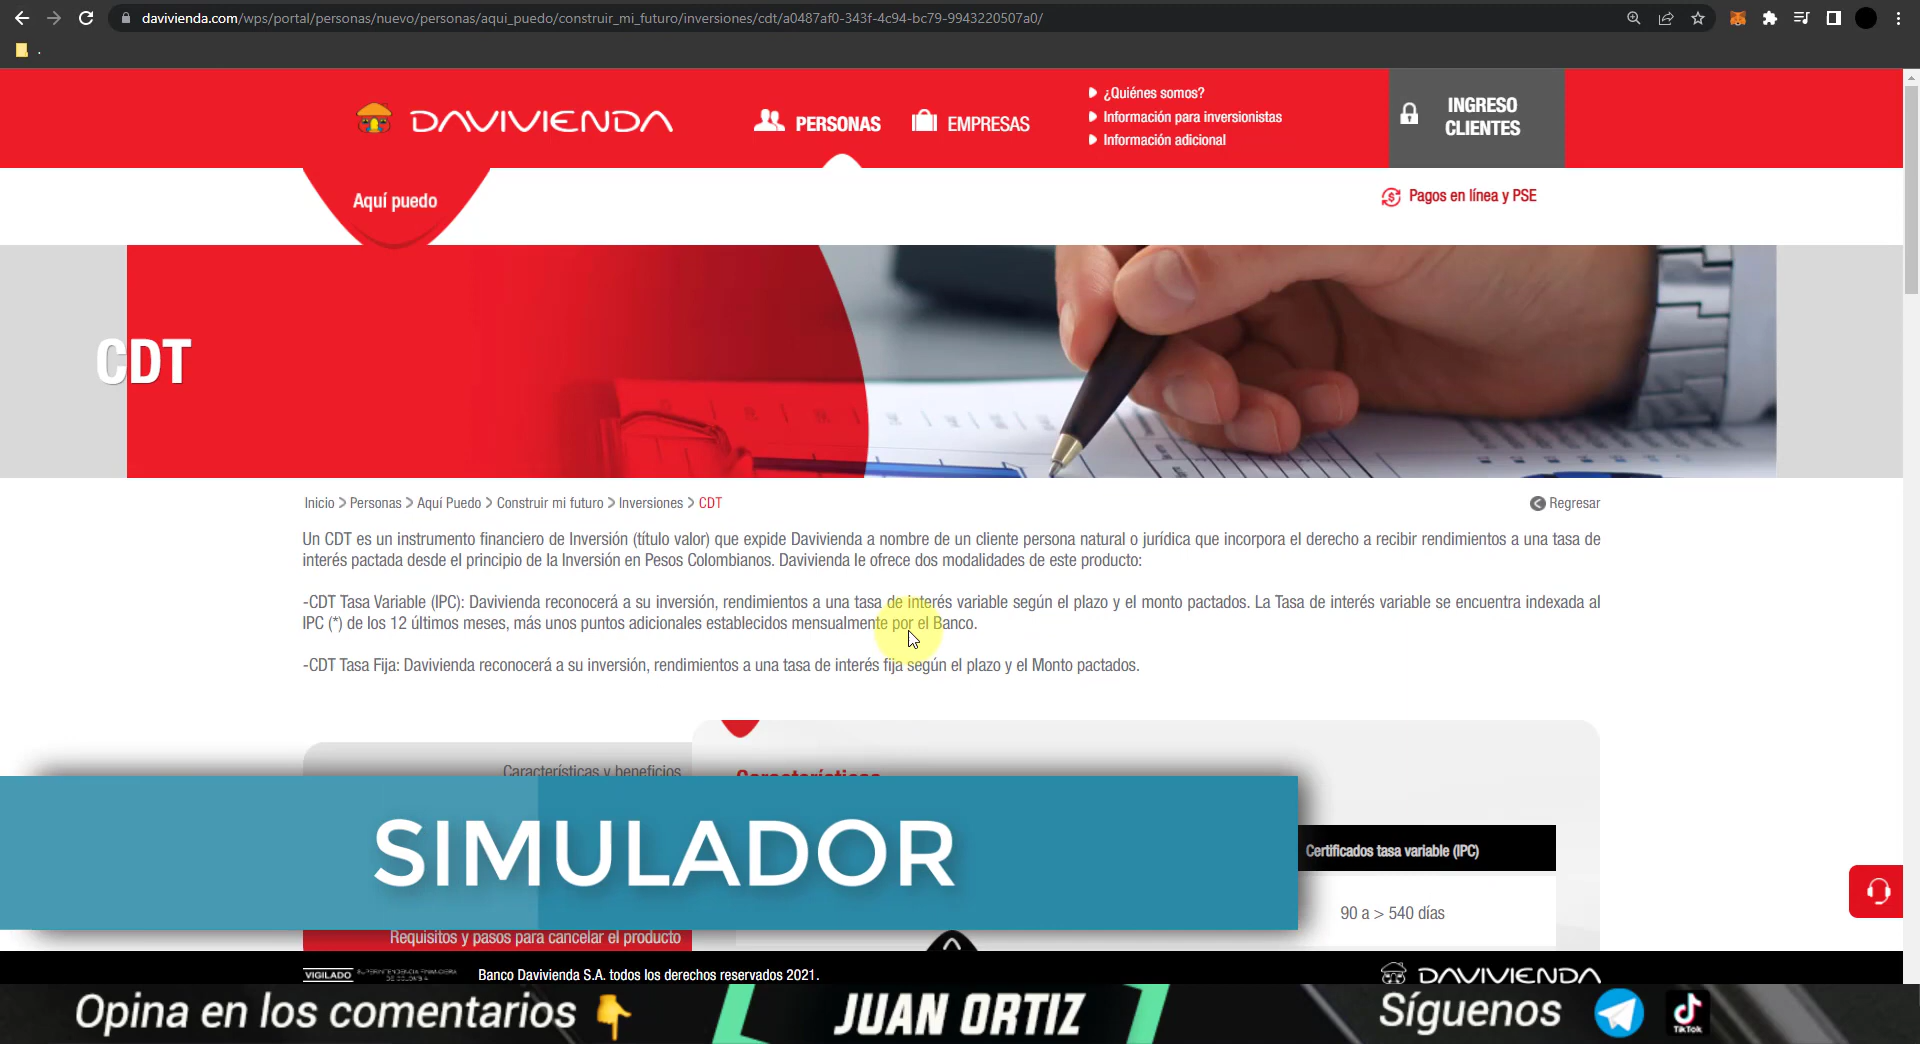 davivienda.com/wps/portal/personas/nuevo/personas/aqui_puedo/construir_mi_futuro/inversiones/cdt/a0487af0-343f-4c94-bc79-9943220507a0/
.
DAVIVIENDA
PERSONAS
EMPRESAS
¿Quiénes somos?
Información para inversionistas
Información adicional
INGRESO
CLIENTES
Aquí puedo
Pagos en línea y PSE
CDT
Inicio > Personas > Aquí Puedo > Construir mi futuro > Inversiones > CDT
Regresar
Un CDT es un instrumento financiero de Inversión (título valor) que expide Davivienda a nombre de un cliente persona natural o jurídica que incorpora el derecho a recibir rendimientos a una tasa de
interés pactada desde el principio de la Inversión en Pesos Colombianos. Davivienda le ofrece dos modalidades de este producto:
-CDT Tasa Variable (IPC): Davivienda reconocerá a su inversión, rendimientos a una tasa de interés variable según el plazo y el monto pactados. La Tasa de interés variable se encuentra indexada al
IPC (*) de los 12 últimos meses, más unos puntos adicionales establecidos mensualmente por el Banco.
-CDT Tasa Fija: Davivienda reconocerá a su inversión, rendimientos a una tasa de interés fija según el plazo y el Monto pactados.
Características y beneficios
Características
SIMULADOR
Certificados tasa variable (IPC)
90 a > 540 días
Requisitos y pasos para cancelar el producto
VIGILADO SUPERINTENDENCIA FINANCIERA
DE COLOMBIA
Banco Davivienda S.A. todos los derechos reservados 2021.
DAVIVIENDA
Opina en los comentarios
JUAN ORTIZ
Síguenos
TikTok